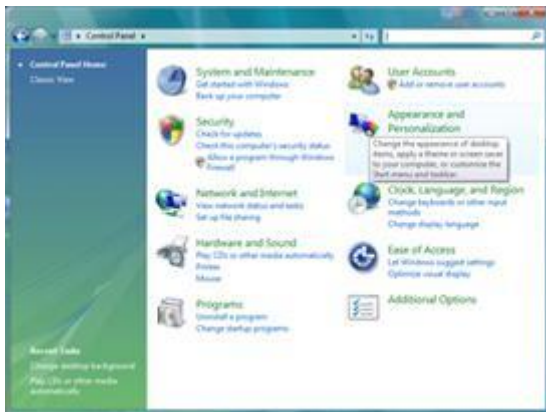 Control Panel
Control Panel Home
Classic View
System and Maintenance
Get started with Windows
Back up your computer
Security
Check for updates
Check this computer's security status
Allow a program through Windows
Firewall
Network and Internet
View network status and tasks
Set up file sharing
Hardware and Sound
Play CDs or other media automatically
Printer
Mouse
Programs
Uninstall a program
Change startup programs
User Accounts
Add or remove user accounts
Appearance and
Personalization
Change the appearance of desktop
items, apply a theme or screen saver
to your computer, or customize the
Start menu and taskbar.
Clock, Language, and Region
Change keyboards or other input
methods
Change display language
Ease of Access
Let Windows suggest settings
Optimize visual display
Additional Options
Recent Tasks
Change desktop background
Play CDs or other media
automatically